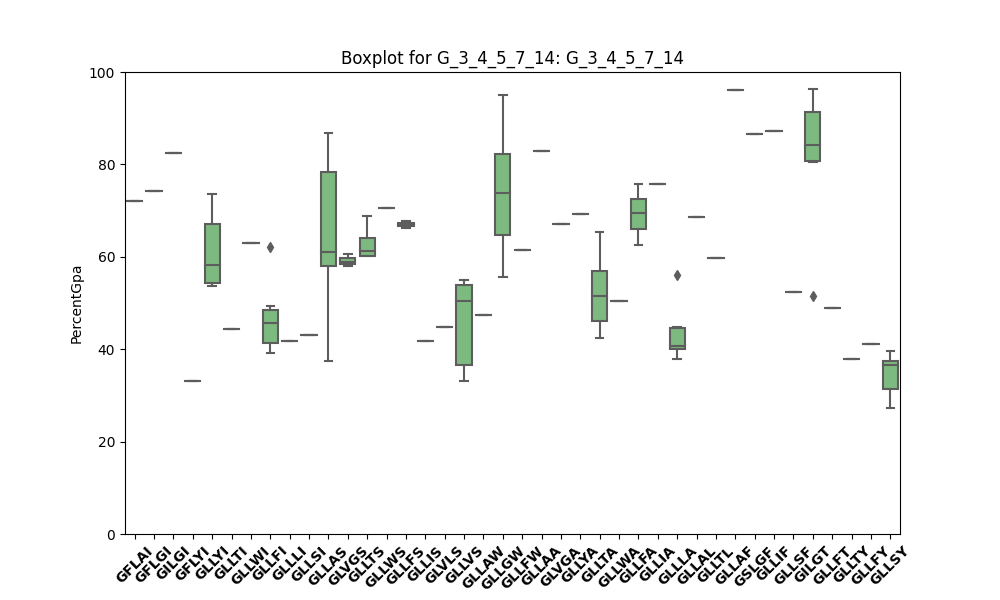 Boxplot for G_3_4_5_7_14: G_3_4_5_7_14
PercentGpa
100
80
60
40
20
0
GFLAI
GFLGI
GILGI
GFLYI
GLLYI
GLLTI
GLLWI
GLLFI
GLLLI
GLLSI
GLLAS
GLVGS
GLLTS
GLLWS
GLLFS
GLLIS
GLVLS
GLLVS
GLLAW
GLLGW
GLLFW
GLLAA
GLVGA
GLLYA
GLLTA
GLLWA
GLLFA
GLLIA
GLLLA
GLLAL
GLLTL
GLLAF
GSLGF
GLLIF
GLLSF
GILGT
GLLFT
GLLTY
GLLFY
GLLSY